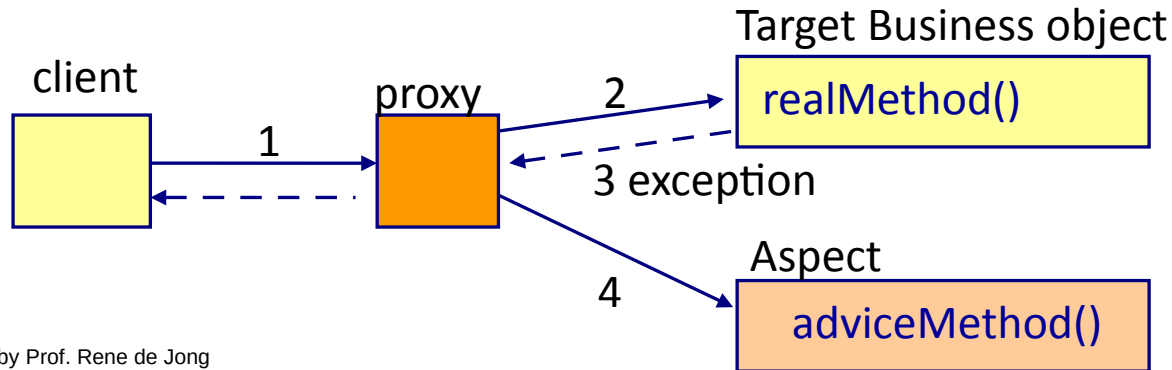 Target Business object
client
proxy
2
realMethod()
1
3 exception
Aspect
4
adviceMethod()
by Prof. Rene de Jong